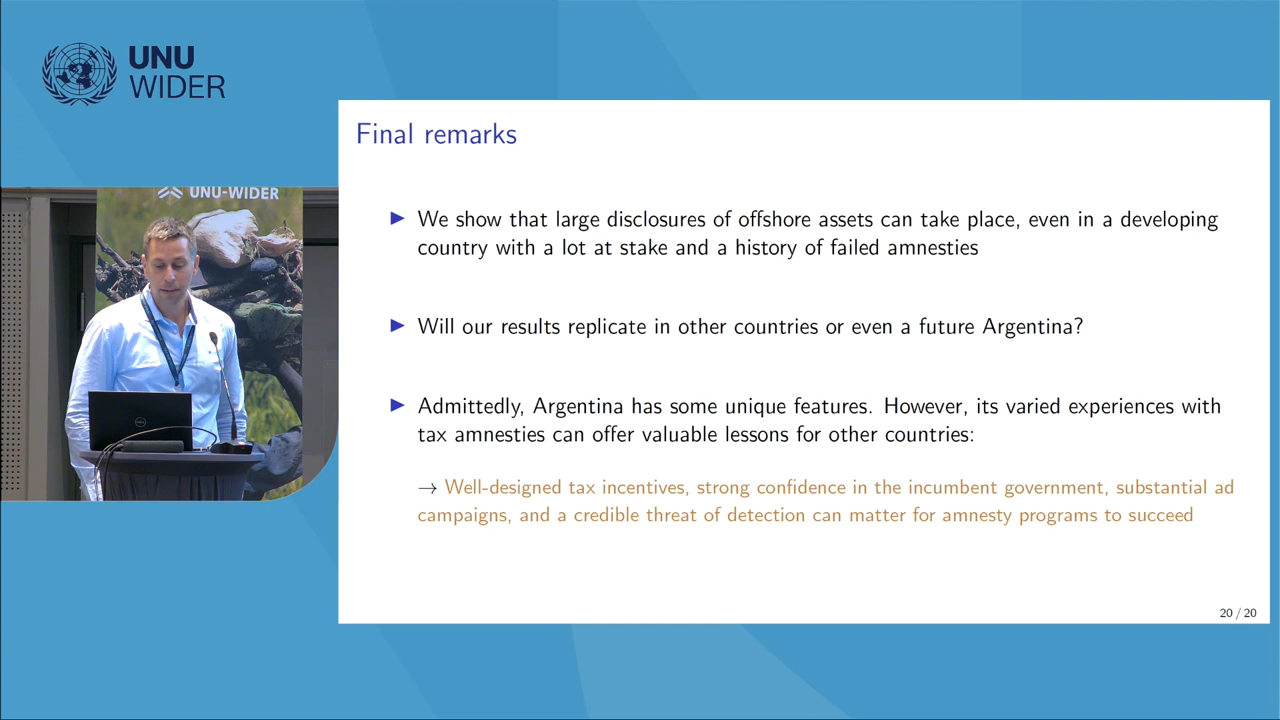 UNU
WIDER
UNU-WIDER
Final remarks
▶ We show that large disclosures of offshore assets can take place, even in a developing
country with a lot at stake and a history of failed amnesties
▶ Will our results replicate in other countries or even a future Argentina?
▶ Admittedly, Argentina has some unique features. However, its varied experiences with
tax amnesties can offer valuable lessons for other countries:
→ Well-designed tax incentives, strong confidence in the incumbent government, substantial ad
campaigns, and a credible threat of detection can matter for amnesty programs to succeed
20 / 20